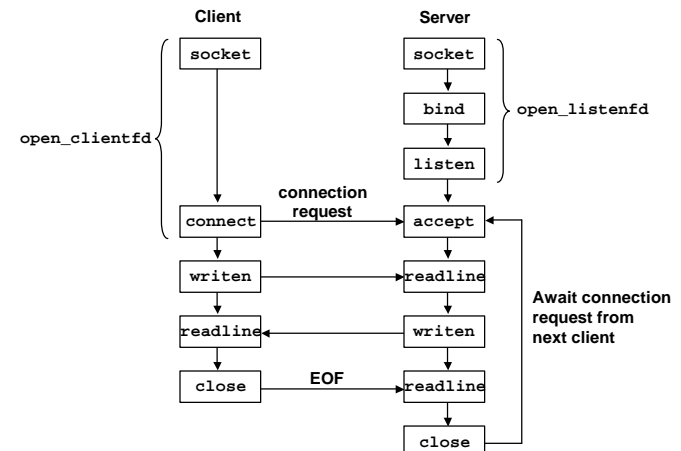 Client
Server
socket
socket
bind
open_clientfd
open_listenfd
listen
connection
request
connect
accept
writen
readline
Await connection
request from
next client
readline
writen
close
EOF
readline
close